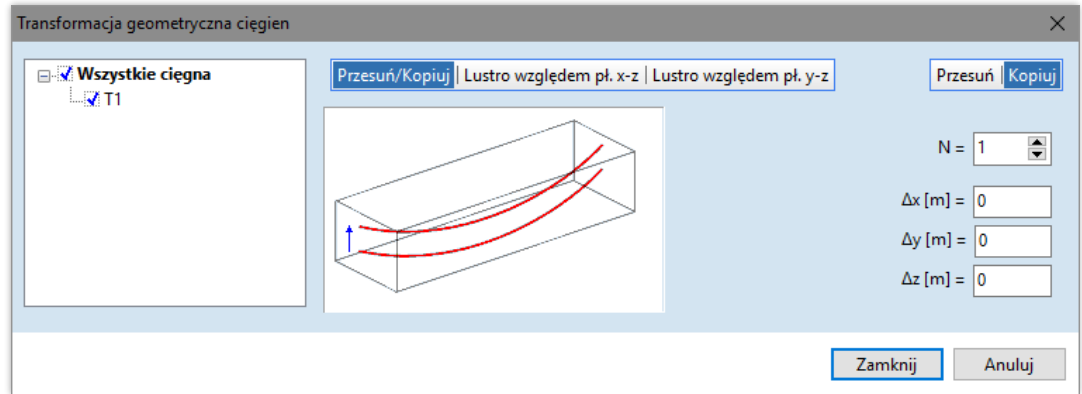 Transformacja geometryczna cięgien
Wszystkie cięgna
T1
Przesuń/Kopiuj | Lustro względem pł. x-z | Lustro względem pł. y-z
Przesuń | Kopiuj
N = 1
Δx [m] = 0
Δy [m] = 0
Δz [m] = 0
Zamknij Anuluj